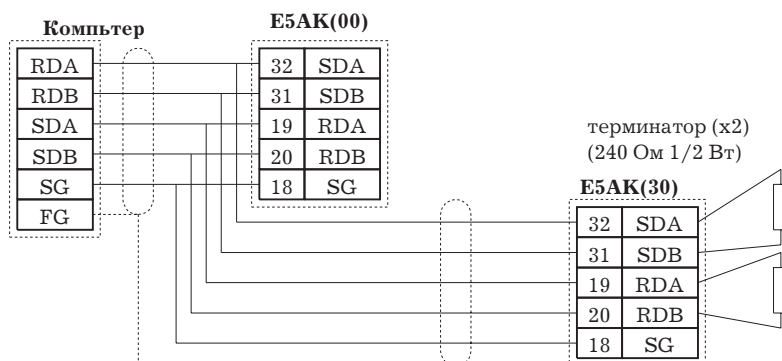 Компьтер
RDA
RDB
SDA
SDB
SG
FG
E5AK(00)
32 SDA
31 SDB
19 RDA
20 RDB
18 SG
терминатор (x2)
(240 Ом 1/2 Вт)
E5AK(30)
32 SDA
31 SDB
19 RDA
20 RDB
18 SG